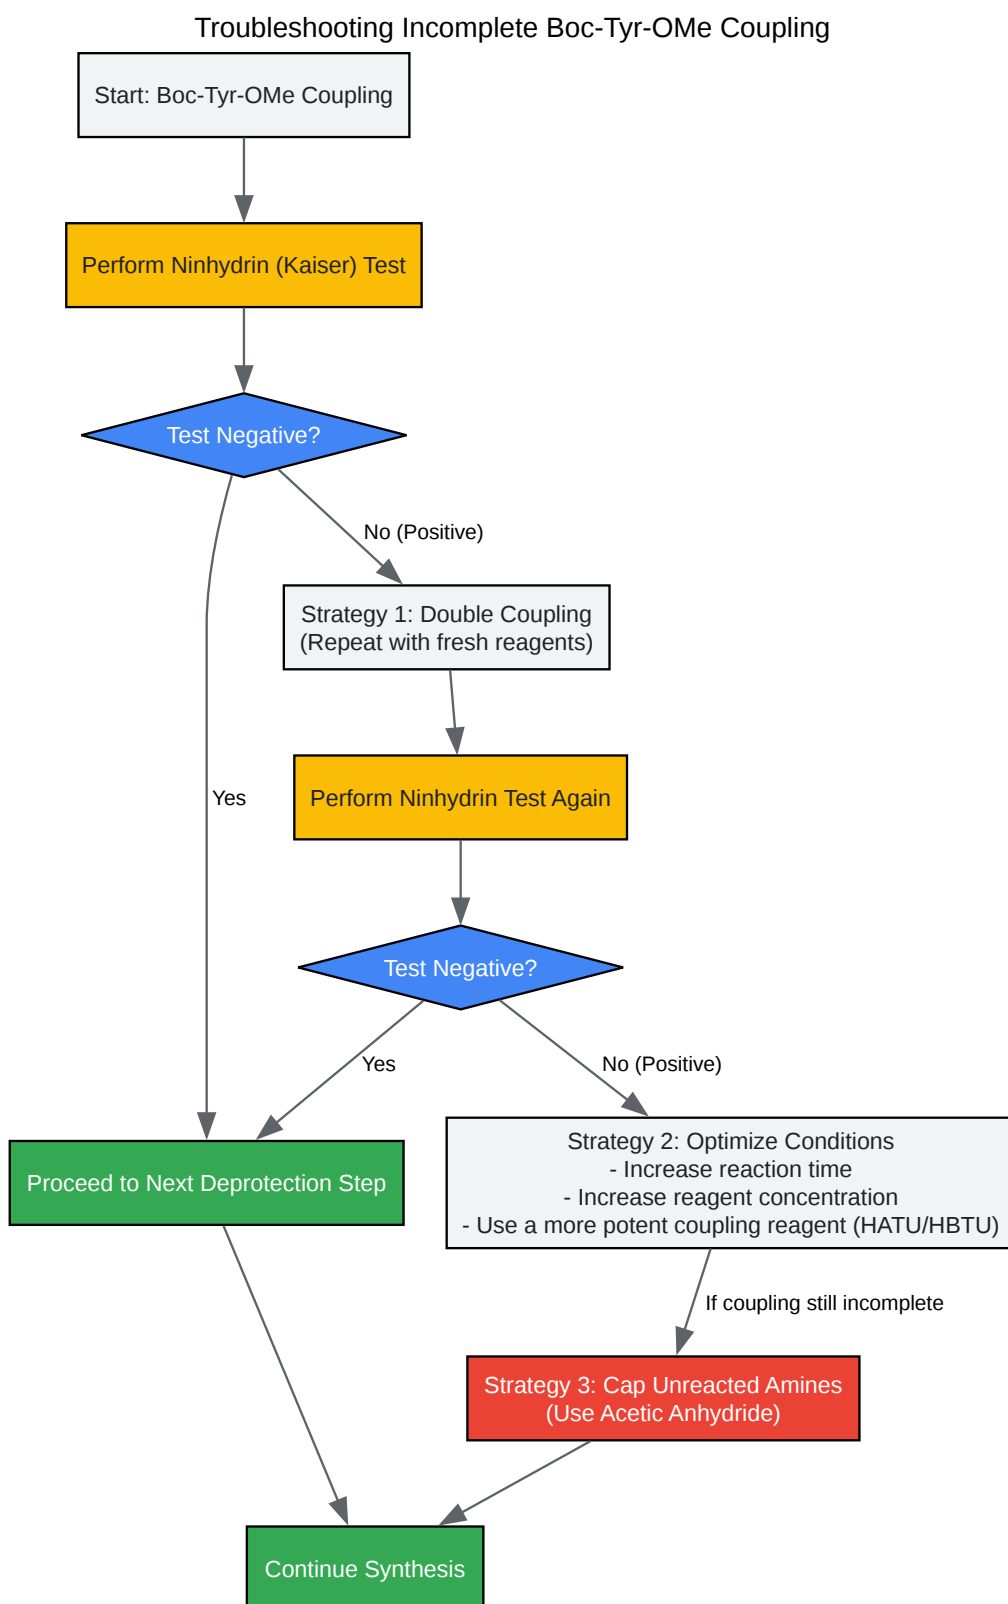 Troubleshooting Incomplete Boc-Tyr-OMe Coupling
Start: Boc-Tyr-OMe Coupling
Perform Ninhydrin (Kaiser) Test
Test Negative?
No (Positive)
Strategy 1: Double Coupling
(Repeat with fresh reagents)
Yes
Perform Ninhydrin Test Again
Test Negative?
Yes
No (Positive)
Proceed to Next Deprotection Step
Strategy 2: Optimize Conditions
- Increase reaction time
- Increase reagent concentration
- Use a more potent coupling reagent (HATU/HBTU)
If coupling still incomplete
Strategy 3: Cap Unreacted Amines
(Use Acetic Anhydride)
Continue Synthesis